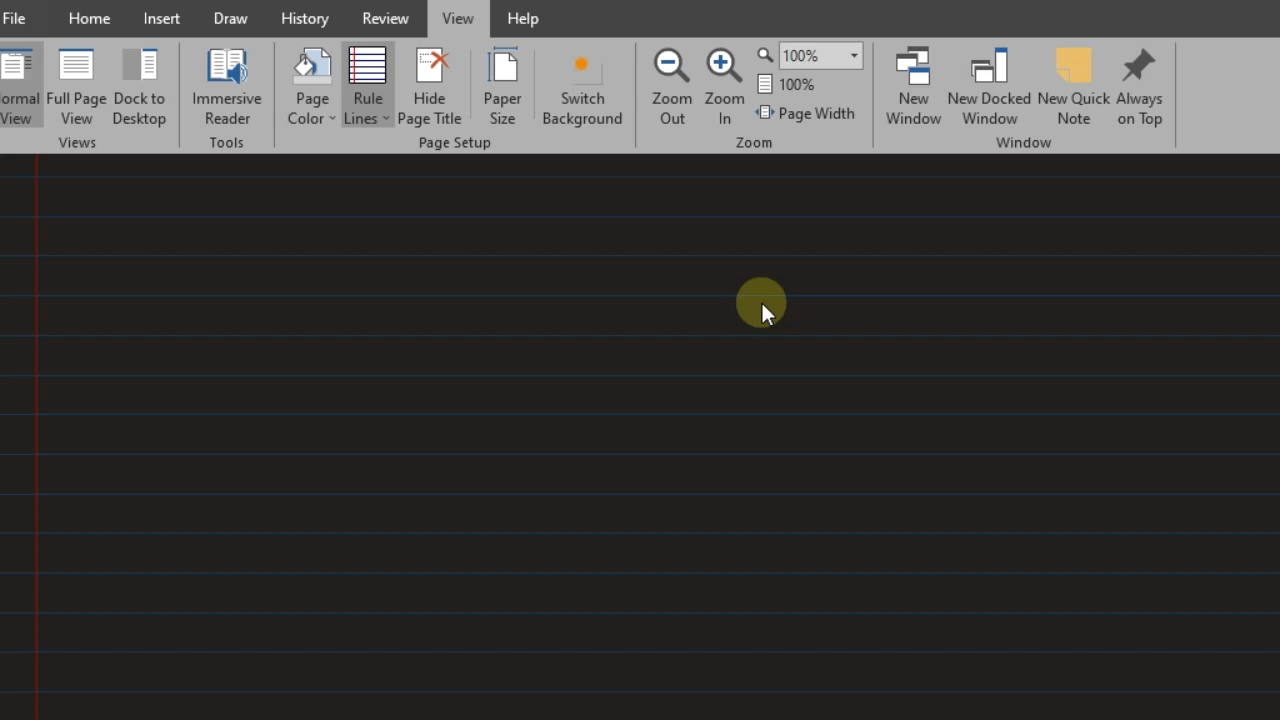 File Home Insert Draw History Review View Help
ormal View
Full Page View
Dock to Desktop
Immersive Reader
Page Color
Rule Lines
Hide Page Title
Paper Size
Switch Background
Zoom Out
Zoom In
100%
100%
Page Width
New Window
New Docked Window
New Quick Note
Always on Top
Views Tools Page Setup Zoom Window